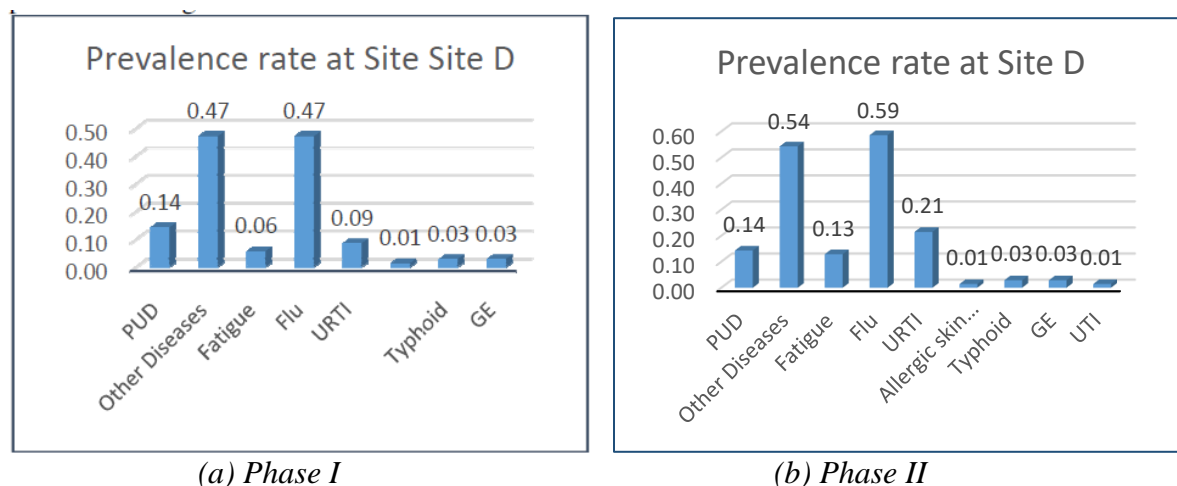 Prevalence rate at Site Site D
0.47 0.47
0.50
0.40
0.30
0.20
0.10
0.00
0.14
0.06
0.09
0.01
0.03
0.03
PUD
Other Diseases
Fatigue
Flu
URTI
Typhoid
GE
(a) Phase I
Prevalence rate at Site D
0.59
0.54
0.60
0.50
0.40
0.30
0.20
0.10
0.00
0.14
0.13
0.21
0.01
0.03
0.03
0.01
PUD
Other Diseases
Fatigue
Flu
URTI
Allergic skin...
Typhoid
GE
UTI
(b) Phase II